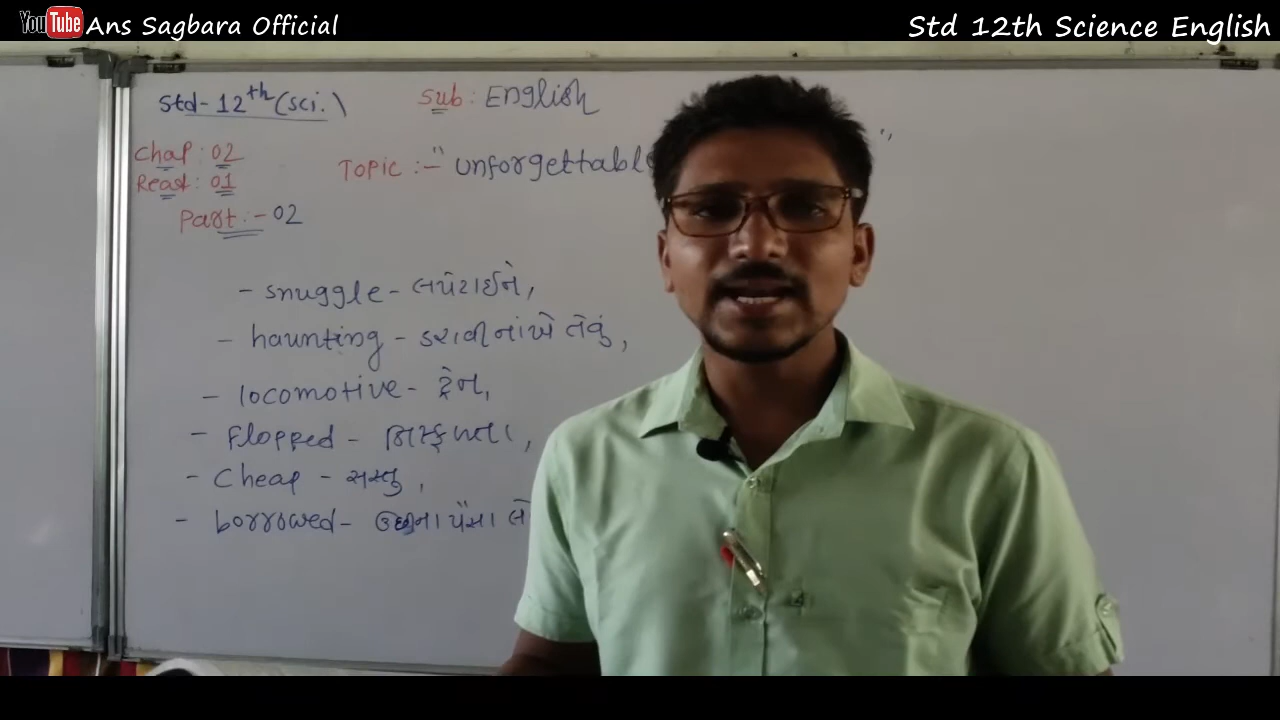 YouTube Ans Sagbara Official
Std 12th Science English
Std- 12th (Sci.)
Sub: English
Chap: 02
Read: 01
Topic :- "Unforgettabl
"
Part:- 02
- snuggle - લપેટાઈને,
- haunting - ડરાવી નાંખે તેવું,
- locomotive - ટ્રેન,
- Flopped -
- Cheap - સસ્તુ,
- borrowed - ઉછીના પૈસા લે